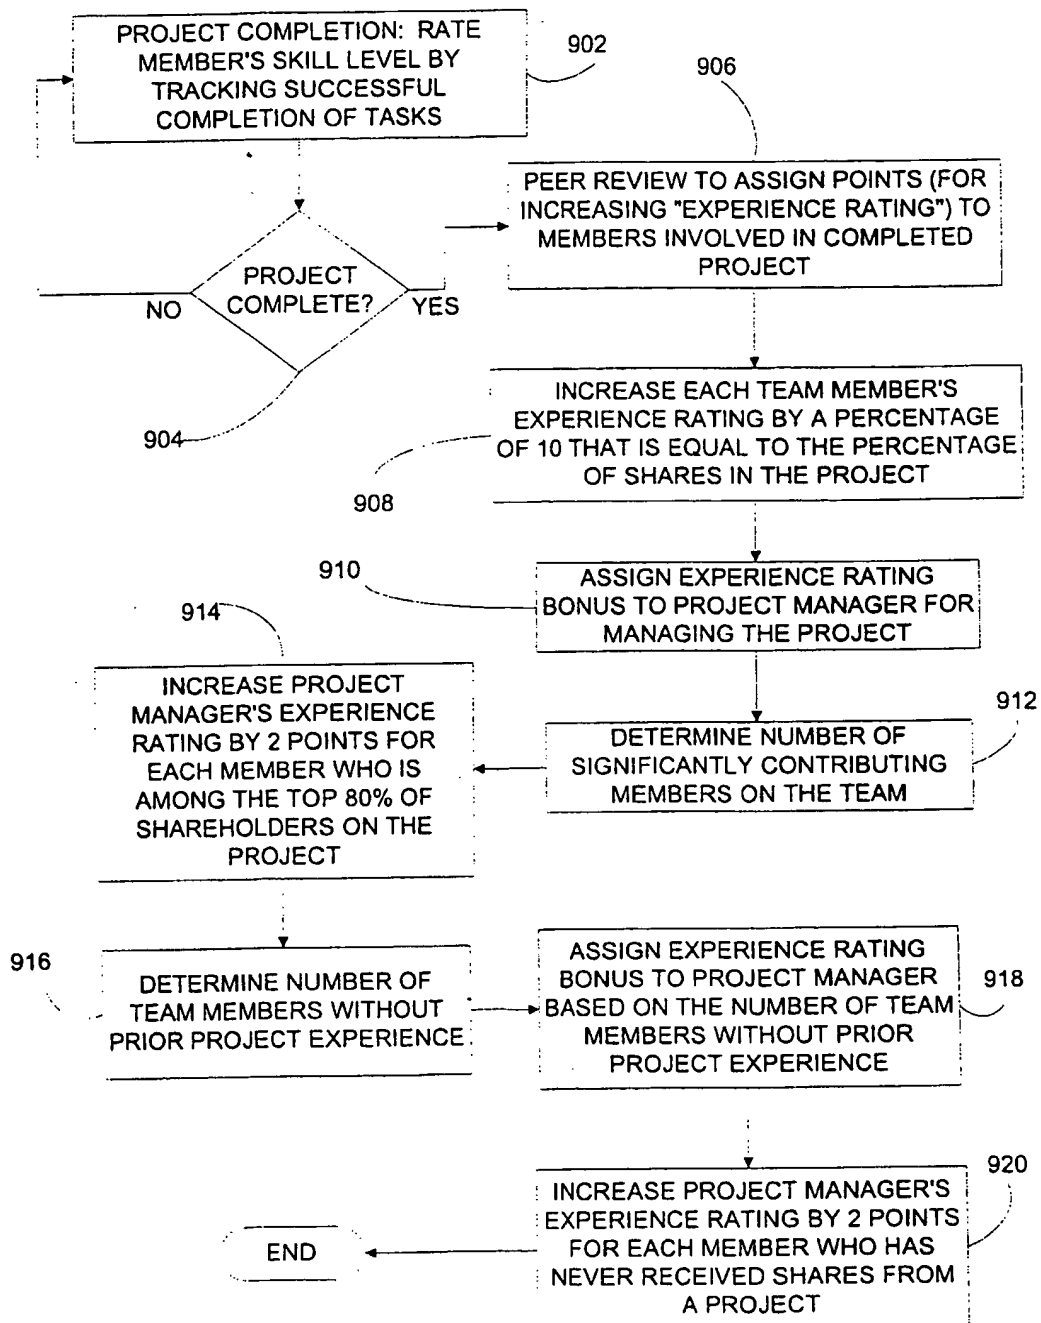 PROJECT COMPLETION: RATE
MEMBER'S SKILL LEVEL BY
TRACKING SUCCESSFUL
COMPLETION OF TASKS
902
PROJECT
COMPLETE?
NO
YES
904
906
PEER REVIEW TO ASSIGN POINTS (FOR
INCREASING "EXPERIENCE RATING") TO
MEMBERS INVOLVED IN COMPLETED
PROJECT
INCREASE EACH TEAM MEMBER'S
EXPERIENCE RATING BY A PERCENTAGE
OF 10 THAT IS EQUAL TO THE PERCENTAGE
OF SHARES IN THE PROJECT
908
910
ASSIGN EXPERIENCE RATING
BONUS TO PROJECT MANAGER FOR
MANAGING THE PROJECT
912
DETERMINE NUMBER OF
SIGNIFICANTLY CONTRIBUTING
MEMBERS ON THE TEAM
914
INCREASE PROJECT
MANAGER'S EXPERIENCE
RATING BY 2 POINTS FOR
EACH MEMBER WHO IS
AMONG THE TOP 80% OF
SHAREHOLDERS ON THE
PROJECT
916
DETERMINE NUMBER OF
TEAM MEMBERS WITHOUT
PRIOR PROJECT EXPERIENCE
ASSIGN EXPERIENCE RATING
BONUS TO PROJECT MANAGER
BASED ON THE NUMBER OF TEAM
MEMBERS WITHOUT PRIOR
PROJECT EXPERIENCE
918
920
INCREASE PROJECT MANAGER'S
EXPERIENCE RATING BY 2 POINTS
FOR EACH MEMBER WHO HAS
NEVER RECEIVED SHARES FROM
A PROJECT
END